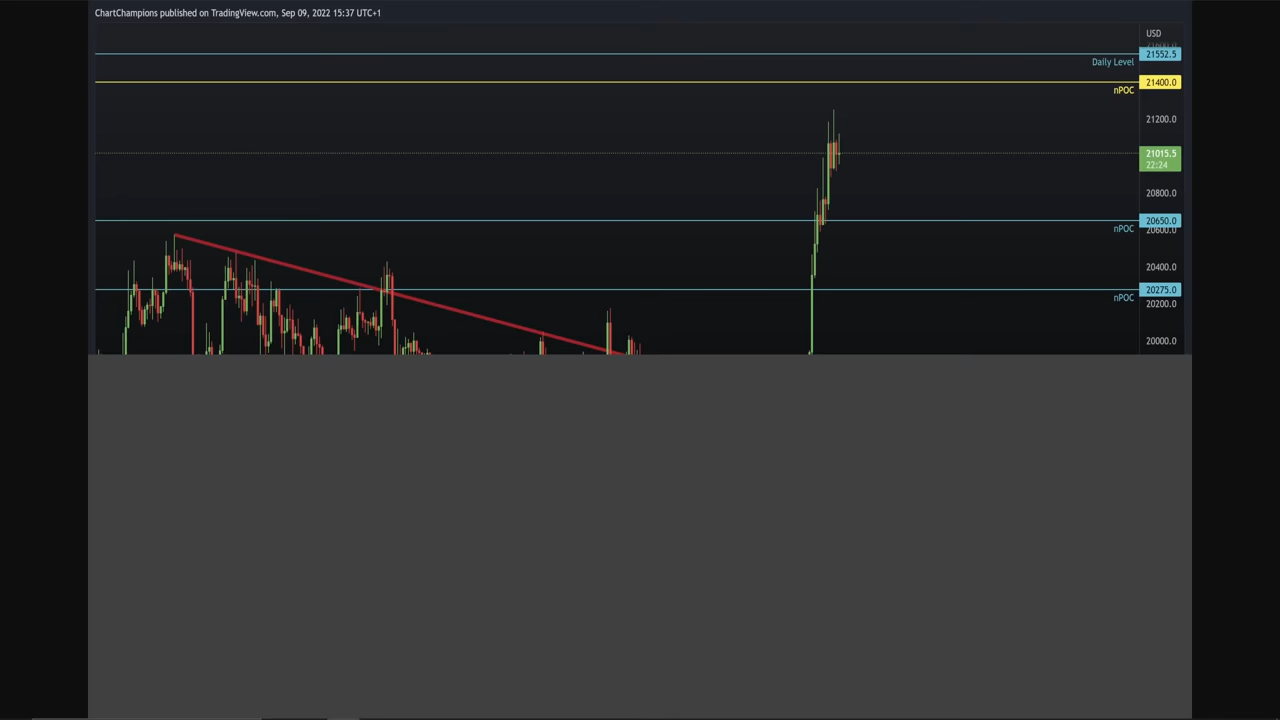 ChartChampions published on TradingView.com, Sep 09, 2022 15:37 UTC+1
USD
21552.5
Daily Level
21400.0
nPOC
21200.0
21015.5
22:24
20800.0
20650.0
nPOC
20600.0
20400.0
20275.0
nPOC
20200.0
20000.0